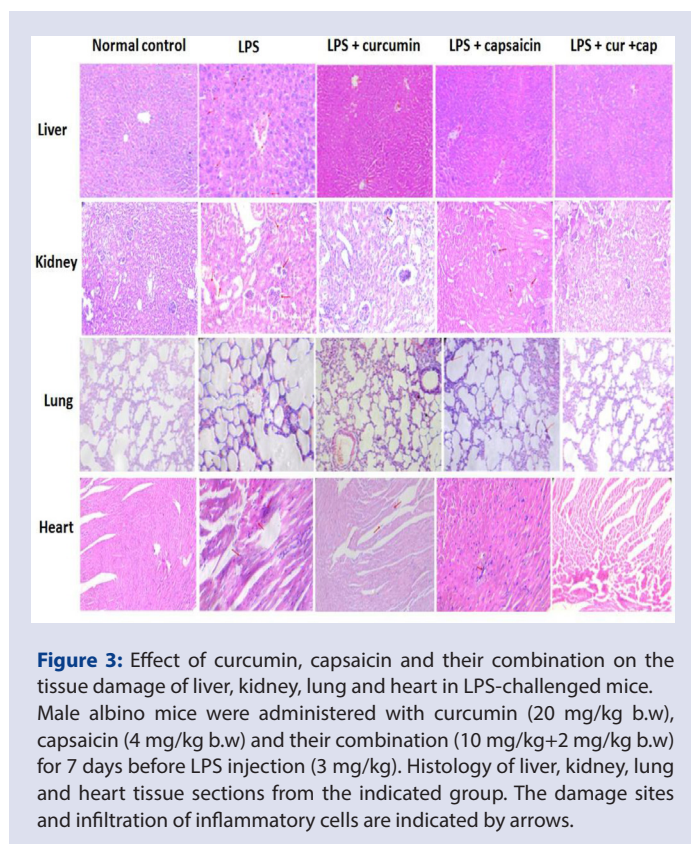 Normal control LPS LPS + curcumin LPS + capsaicin LPS + cur +cap
Liver
Kidney
Lung
Heart
Figure 3: Effect of curcumin, capsaicin and their combination on the
tissue damage of liver, kidney, lung and heart in LPS-challenged mice.
Male albino mice were administered with curcumin (20 mg/kg b.w),
capsaicin (4 mg/kg b.w) and their combination (10 mg/kg+2 mg/kg b.w)
for 7 days before LPS injection (3 mg/kg). Histology of liver, kidney, lung
and heart tissue sections from the indicated group. The damage sites
and infiltration of inflammatory cells are indicated by arrows.